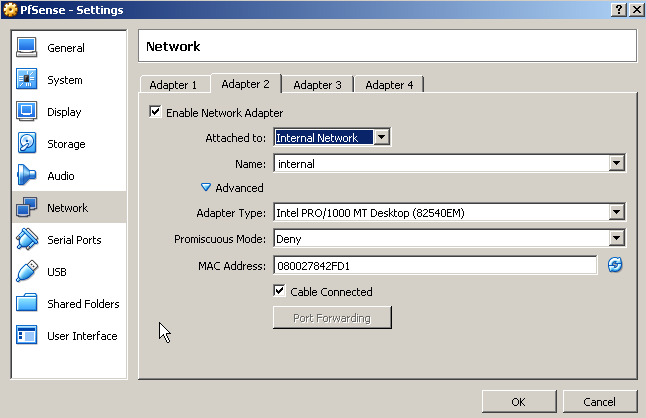 PfSense - Settings
General
System
Display
Storage
Audio
Network
Serial Ports
USB
Shared Folders
User Interface
Network
Adapter 1 Adapter 2 Adapter 3 Adapter 4
Enable Network Adapter
Attached to: Internal Network
Name: internal
Advanced
Adapter Type: Intel PRO/1000 MT Desktop (82540EM)
Promiscuous Mode: Deny
MAC Address: 080027842FD1
Cable Connected
Port Forwarding
OK Cancel